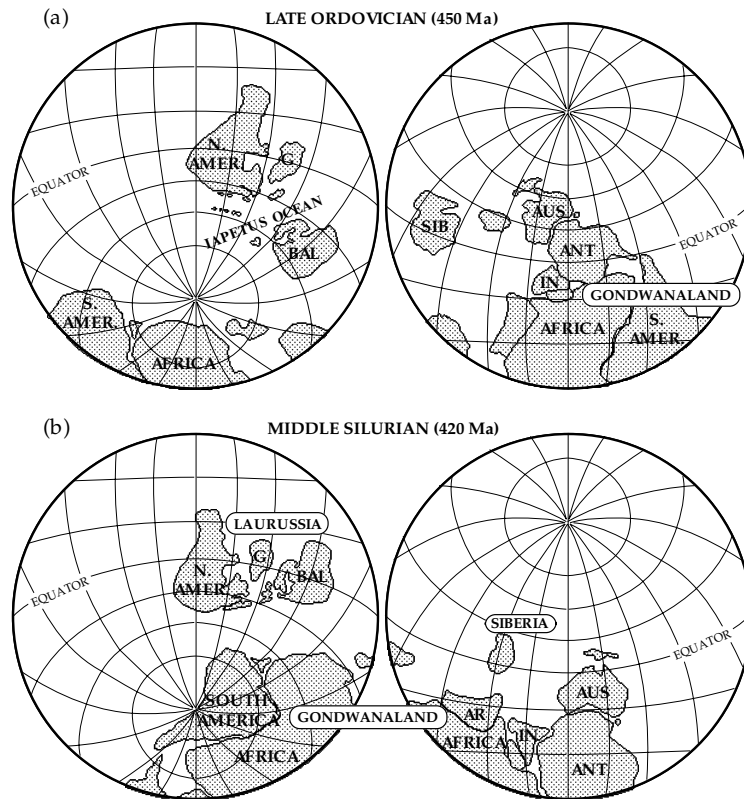 (a)
LATE ORDOVICIAN (450 Ma)
N.
AMER.
G
EQUATOR
IAPETUS OCEAN
BAL
S.
AMER.
AFRICA
SIB
AUS
ANT
EQUATOR
IN
GONDWANALAND
AFRICA
S.
AMER.
(b)
MIDDLE SILURIAN (420 Ma)
LAURUSSIA
G
N.
AMER.
BAL
EQUATOR
SOUTH
AMERICA
GONDWANALAND
AFRICA
SIBERIA
EQUATOR
AUS
AR
IN
AFRICA
ANT